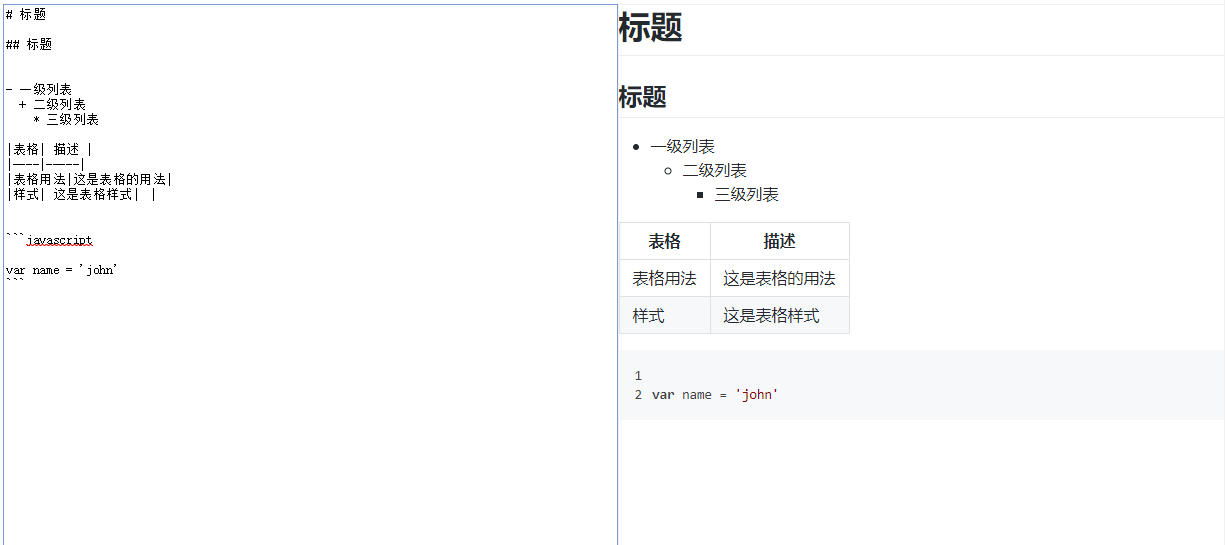 # 标题
## 标题
- 一级列表
  + 二级列表
    * 三级列表
|表格| 描述 |
|----|-----|
|表格用法|这是表格的用法|
|样式| 这是表格样式|  |
```javascript
var name = 'john'
```
标题
标题
一级列表
二级列表
三级列表
表格 描述
表格用法 这是表格的用法
样式 这是表格样式
1
2 var name = 'john'